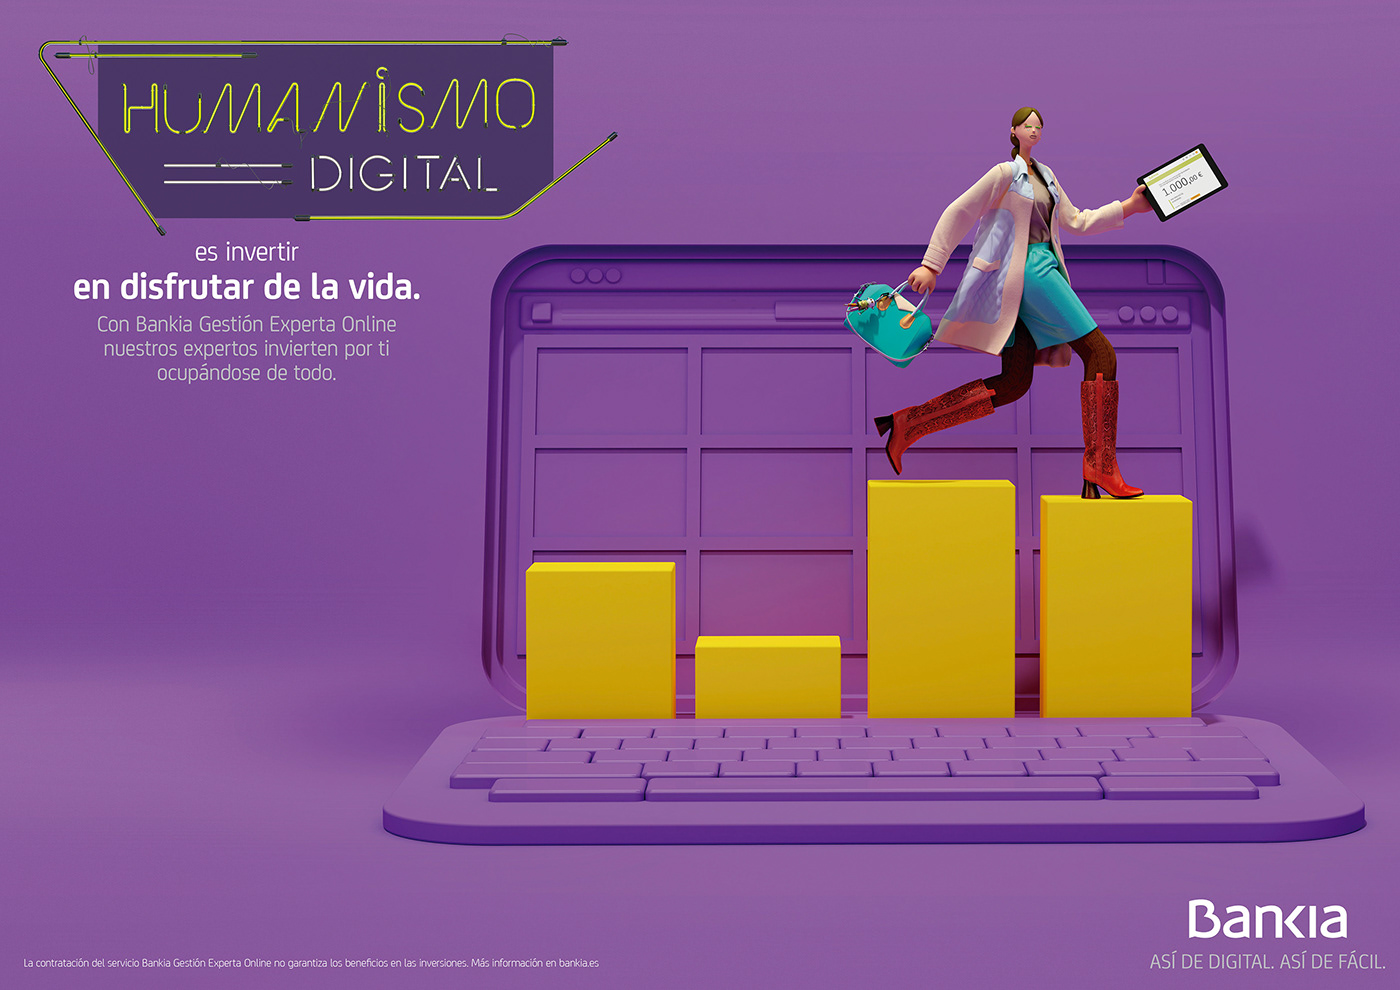 HUMANiSMO
DIGITAL
es invertir
en disfrutar de la vida.
Con Bankia Gestión Experta Online
nuestros expertos invierten por ti
ocupándose de todo.
1.000,00 €
Bankia
ASÍ DE DIGITAL. ASÍ DE FÁCIL.
La contratación del servicio Bankia Gestión Experta Online no garantiza los beneficios en las inversiones. Más información en bankia.es